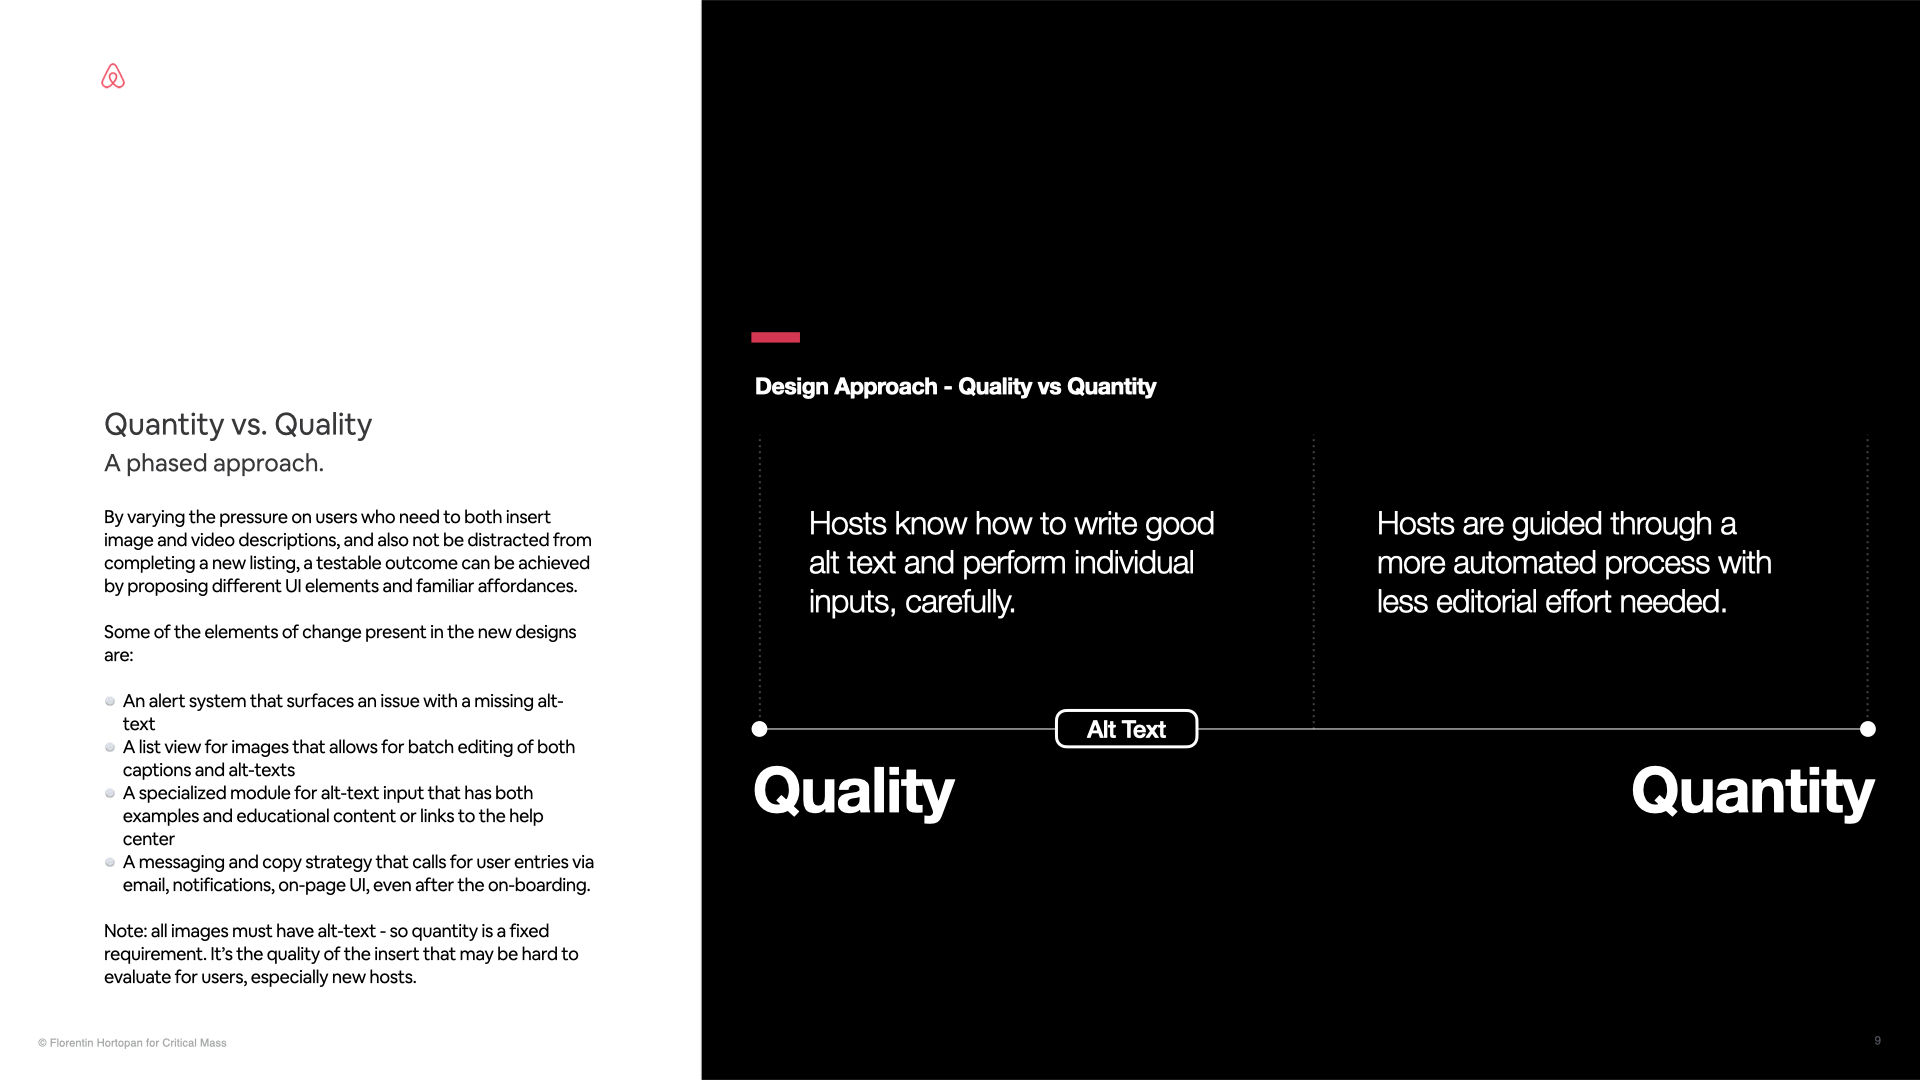 Quantity vs. Quality
A phased approach.
By varying the pressure on users who need to both insert
image and video descriptions, and also not be distracted from
completing a new listing, a testable outcome can be achieved
by proposing different UI elements and familiar affordances.
Some of the elements of change present in the new designs
are:
An alert system that surfaces an issue with a missing alt-
text
A list view for images that allows for batch editing of both
captions and alt-texts
A specialized module for alt-text input that has both
examples and educational content or links to the help
center
A messaging and copy strategy that calls for user entries via
email, notifications, on-page UI, even after the on-boarding.
Note: all images must have alt-text - so quantity is a fixed
requirement. It’s the quality of the insert that may be hard to
evaluate for users, especially new hosts.
© Florentin Hortopan for Critical Mass
Design Approach - Quality vs Quantity
Hosts know how to write good
alt text and perform individual
inputs, carefully.
Hosts are guided through a
more automated process with
less editorial effort needed.
Alt Text
Quality
Quantity
9